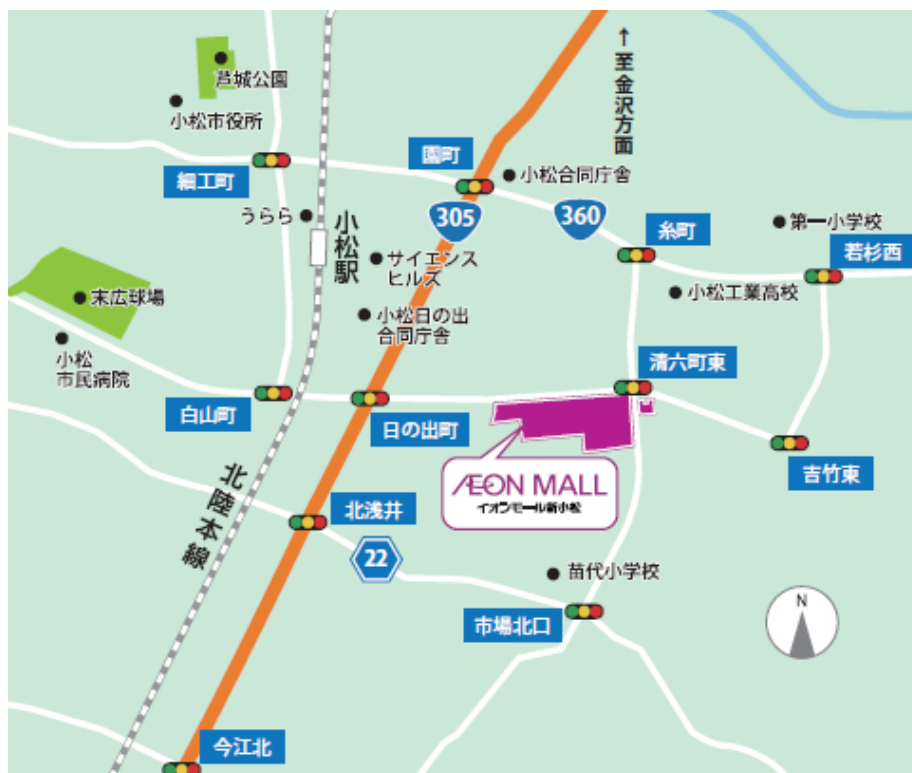 ↑至金沢方面
芦城公園
小松市役所
園町
小松合同庁舎
細工町
305
360
うらら
小松駅
糸町
第一小学校
若杉西
サイエンス
ヒルズ
末広球場
小松工業高校
小松日の出
合同庁舎
小松
市民病院
清六町東
白山町
日の出町
吉竹東
ÆON MALL
イオンモール新小松
北陸本線
北浅井
22
苗代小学校
市場北口
N
今江北